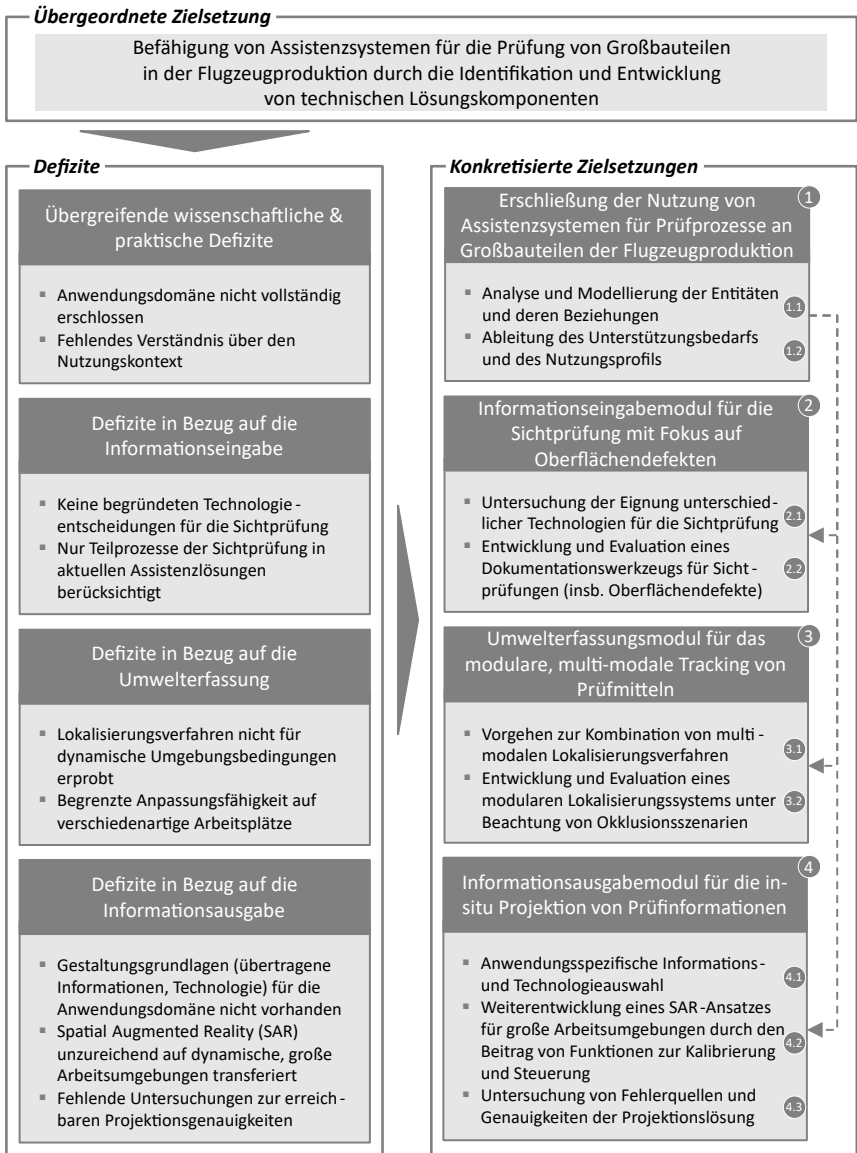 Übergeordnete Zielsetzung
Befähigung von Assistenzsystemen für die Prüfung von Großbauteilen
in der Flugzeugproduktion durch die Identifikation und Entwicklung
von technischen Lösungskomponenten
Defizite
Übergreifende wissenschaftliche &
praktische Defizite
▪ Anwendungsdomäne nicht vollständig
erschlossen
▪ Fehlendes Verständnis über den
Nutzungskontext
Defizite in Bezug auf die
Informationseingabe
▪ Keine begründeten Technologie-
entscheidungen für die Sichtprüfung
▪ Nur Teilprozesse der Sichtprüfung in
aktuellen Assistenzlösungen
berücksichtigt
Defizite in Bezug auf die
Umwelterfassung
▪ Lokalisierungsverfahren nicht für
dynamische Umgebungsbedingungen
erprobt
▪ Begrenzte Anpassungsfähigkeit auf
verschiedenartige Arbeitsplätze
Defizite in Bezug auf die
Informationsausgabe
▪ Gestaltungsgrundlagen (übertragene
Informationen, Technologie) für die
Anwendungsdomäne nicht vorhanden
▪ Spatial Augmented Reality (SAR)
unzureichend auf dynamische, große
Arbeitsumgebungen transferiert
▪ Fehlende Untersuchungen zur erreich-
baren Projektionsgenauigkeiten
Konkretisierte Zielsetzungen
Erschließung der Nutzung von 1
Assistenzsystemen für Prüfprozesse an
Großbauteilen der Flugzeugproduktion
▪ Analyse und Modellierung der Entitäten
und deren Beziehungen 1.1
▪ Ableitung des Unterstützungsbedarfs
und des Nutzungsprofils 1.2
Informationseingabemodul für die 2
Sichtprüfung mit Fokus auf
Oberflächendefekten
▪ Untersuchung der Eignung unterschied-
licher Technologien für die Sichtprüfung 2.1
▪ Entwicklung und Evaluation eines
Dokumentationswerkzeugs für Sicht- 2.2
prüfungen (insb. Oberflächendefekte)
Umwelterfassungsmodul für das 3
modulare, multi-modale Tracking von
Prüfmitteln
▪ Vorgehen zur Kombination von multi-
modalen Lokalisierungsverfahren 3.1
▪ Entwicklung und Evaluation eines
modularen Lokalisierungssystems unter 3.2
Beachtung von Okklusionsszenarien
4
Informationsausgabemodul für die in-
situ Projektion von Prüfinformationen
▪ Anwendungsspezifische Informations-
und Technologieauswahl 4.1
▪ Weiterentwicklung eines SAR-Ansatzes
für große Arbeitsumgebungen durch den
Beitrag von Funktionen zur Kalibrierung 4.2
und Steuerung
▪ Untersuchung von Fehlerquellen und
Genauigkeiten der Projektionslösung 4.3